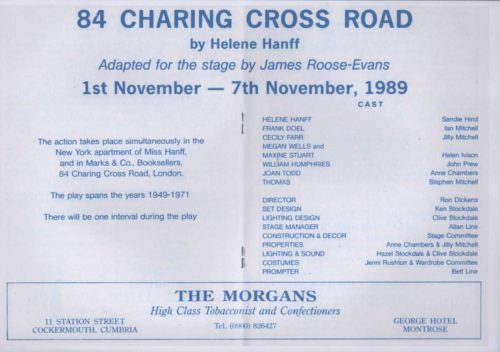 84 CHARING CROSS ROAD
by Helene Hanff
Adapted for the stage by James Roose-Evans
1st November — 7th November, 1989
The action takes place simultaneously in the
New York apartment of Miss Hanff,
and in Marks & Co., Booksellers,
84 Charing Cross Road, London.
The play spans the years 1949-1971
There will be one interval during the play
CAST
HELENE HANFF Sandie Hind
FRANK DOEL Ian Mitchell
CECILY FARR Jilly Mitchell
MEGAN WELLS and
MAXINE STUART Helen Ivison
WILLIAM HUMPHRIES John Prew
JOAN TODD Anne Chambers
THOMAS Stephen Mitchell
DIRECTOR Ron Dickens
SET DESIGN Ken Stockdale
LIGHTING DESIGN Clive Stockdale
STAGE MANAGER Allan Line
CONSTRUCTION & DECOR Stage Committee
PROPERTIES Anne Chambers & Jilly Mitchell
LIGHTING & SOUND Hazel Stockdale & Clive Stockdale
COSTUMES Jenni Rushton & Wardrobe Committee
PROMPTER Bett Line
THE MORGANS
High Class Tobacconist and Confectioners
11 STATION STREET
COCKERMOUTH, CUMBRIA
Tel. (0900) 826427
GEORGE HOTEL
MONTROSE